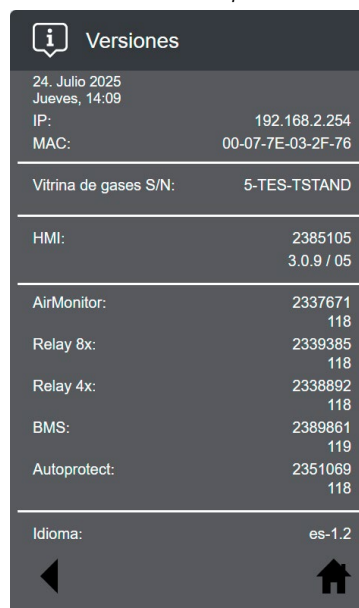 Versiones
24. Julio 2025
Jueves, 14:09
IP: 192.168.2.254
MAC: 00-07-7E-03-2F-76
Vitrina de gases S/N: 5-TES-TSTAND
HMI: 2385105
3.0.9 / 05
AirMonitor: 2337671
118
Relay 8x: 2339385
118
Relay 4x: 2338892
118
BMS: 2389861
119
Autoprotect: 2351069
118
Idioma: es-1.2